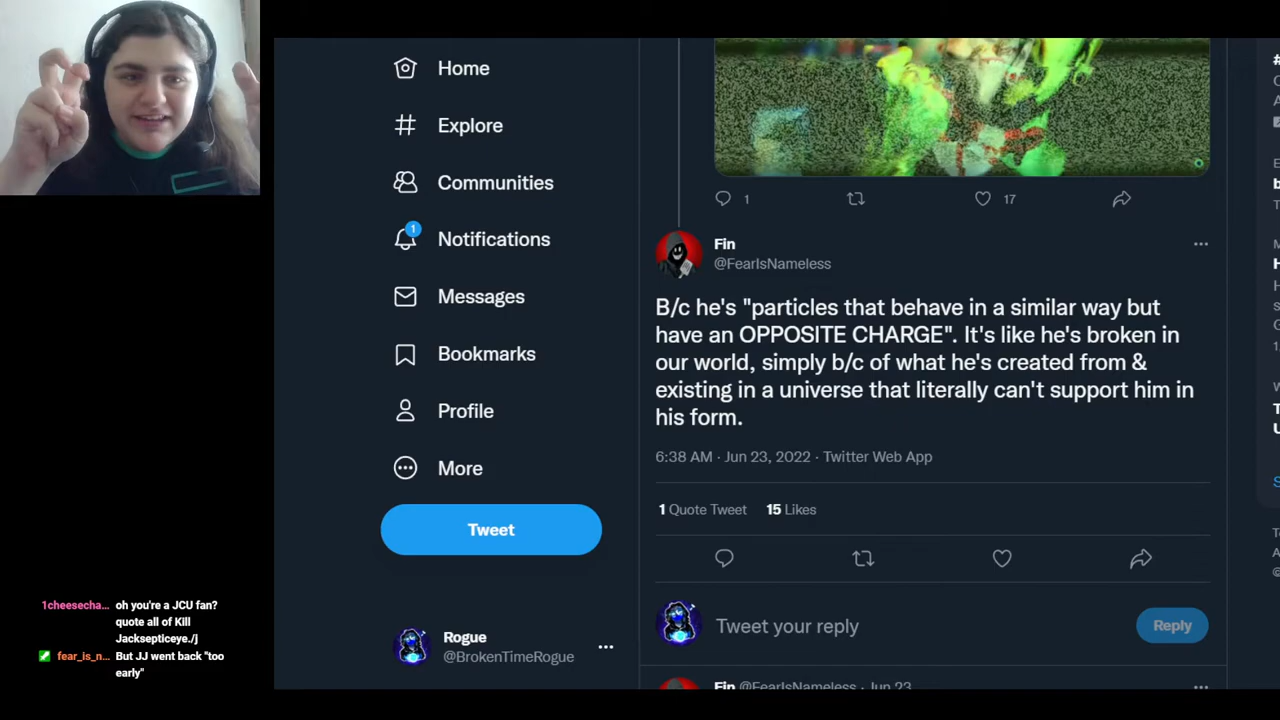 Home
Explore
Communities
1
Notifications
Messages
Bookmarks
Profile
More
Tweet
Rogue
@BrokenTimeRogue
1
17
Fin
@FearIsNameless
B/c he's "particles that behave in a similar way but
have an OPPOSITE CHARGE". It's like he's broken in
our world, simply b/c of what he's created from &
existing in a universe that literally can't support him in
his form.
6:38 AM · Jun 23, 2022 · Twitter Web App
1 Quote Tweet 15 Likes
Tweet your reply
Reply
Fin @FearIsNameless · Jun 23
1cheesecha... oh you're a JCU fan?
quote all of Kill
Jacksepticeye./j
fear_is_n... But JJ went back "too
early"